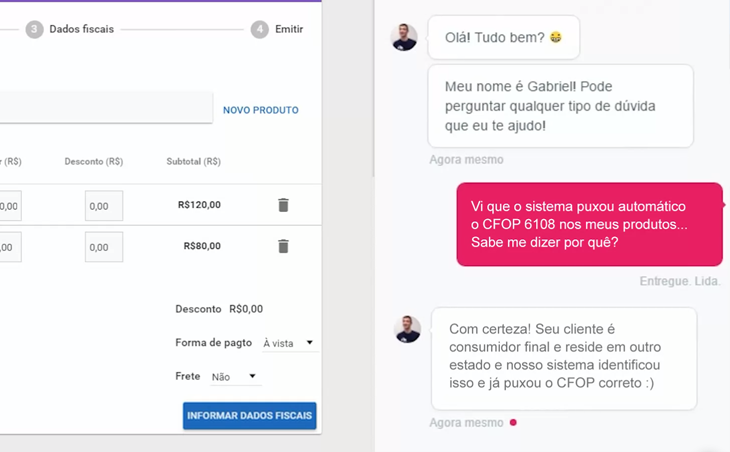 3 Dados fiscais
4 Emitir
NOVO PRODUTO
(R$) Desconto (R$) Subtotal (R$)
0,00 0,00 R$120,00
,00 0,00 R$80,00
Desconto R$0,00
Forma de pagto À vista
Frete Não
INFORMAR DADOS FISCAIS
Olá! Tudo bem? 😄
Meu nome é Gabriel! Pode
perguntar qualquer tipo de dúvida
que eu te ajudo!
Agora mesmo
Vi que o sistema puxou automático
o CFOP 6108 nos meus produtos...
Sabe me dizer por quê?
Entregue. Lida.
Com certeza! Seu cliente é
consumidor final e reside em outro
estado e nosso sistema identificou
isso e já puxou o CFOP correto :)
Agora mesmo